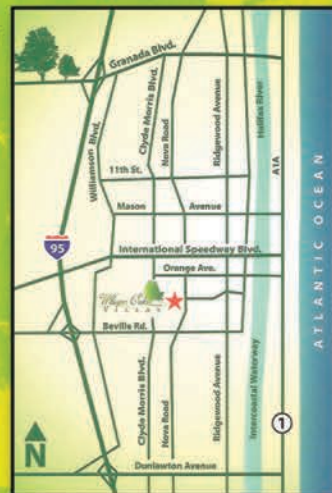 Granada Blvd.
Williamson Blvd.
Clyde Morris Blvd.
Nova Road
Ridgewood Avenue
Halifax River
A1A
ATLANTIC OCEAN
11th St.
Mason Avenue
95
International Speedway Blvd.
Orange Ave.
Villas
Beville Rd.
Clyde Morris Blvd.
Nova Road
Ridgewood Avenue
Intercoastal Waterway
1
N
Dunlawton Avenue